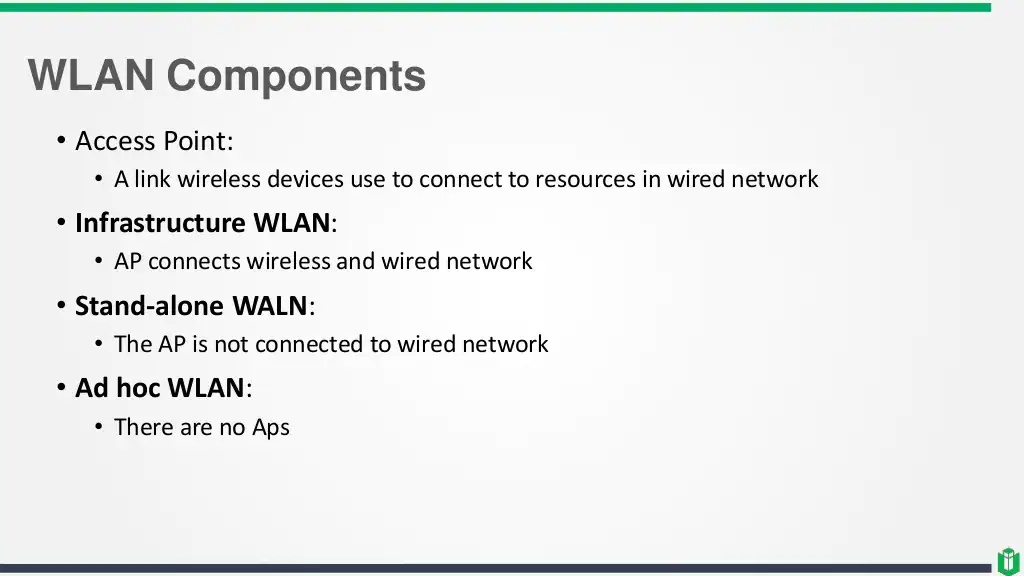 WLAN Components
• Access Point:
• A link wireless devices use to connect to resources in wired network
• Infrastructure WLAN:
• AP connects wireless and wired network
• Stand-alone WALN:
• The AP is not connected to wired network
• Ad hoc WLAN:
• There are no Aps